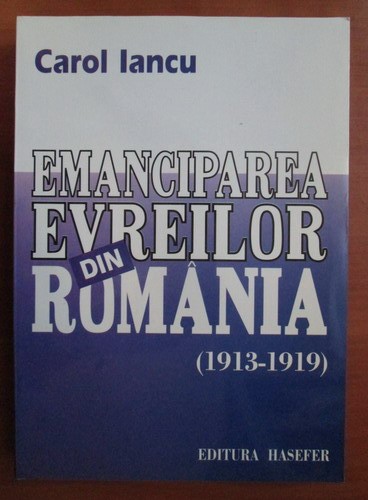 Carol Iancu
EMANCIPAREA
EVREILOR
DIN
ROMÂNIA
(1913-1919)
EDITURA HASEFER